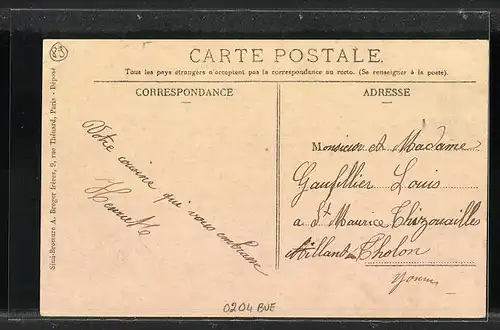 89
CARTE POSTALE.
Tous les pays étrangers n'acceptent pas la correspondance au recto. (Se renseigner à la poste).
CORRESPONDANCE
ADRESSE
Votre cousine qui vous embrasse
Simi-Bromure A. Breger frères, 9, rue Thénard, Paris - Déposé
Monsieur et Madame
Louis
a St Maurice Thizouailles
Tholon
Yonne
0204 BUE